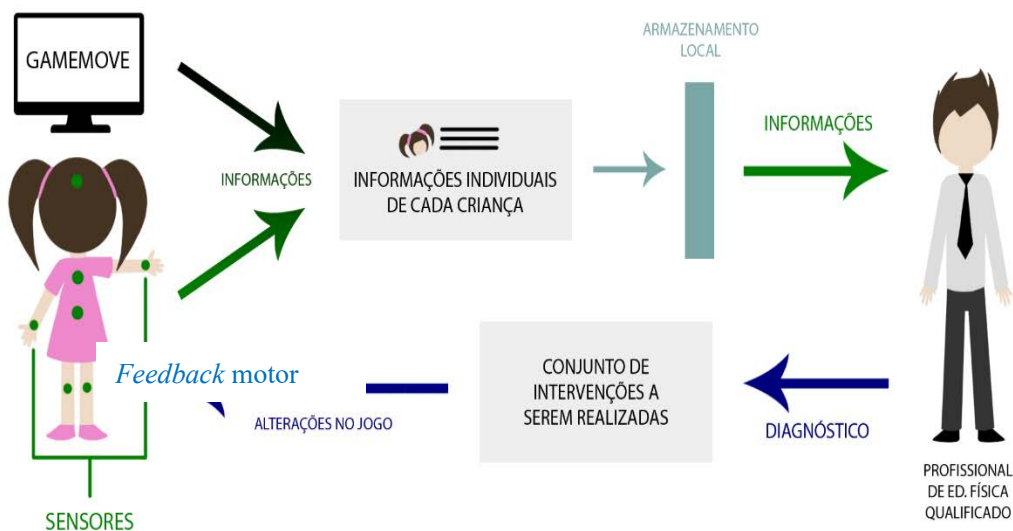 GAMEMOVE
ARMAZENAMENTO
LOCAL
INFORMAÇÕES
INFORMAÇÕES INDIVIDUAIS
DE CADA CRIANÇA
INFORMAÇÕES
Feedback motor
ALTERAÇÕES NO JOGO
CONJUNTO DE
INTERVENÇÕES A
SEREM REALIZADAS
DIAGNÓSTICO
PROFISSIONAL
DE ED. FÍSICA
QUALIFICADO
SENSORES